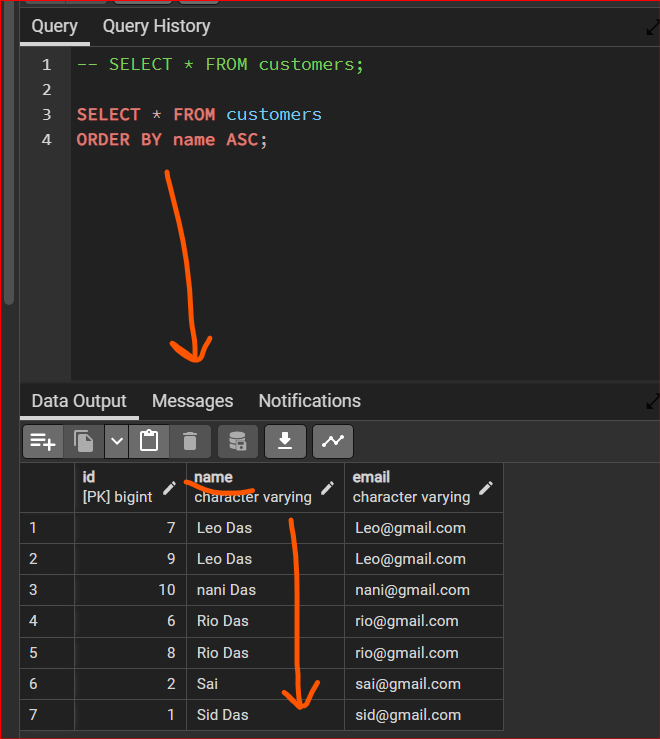 Query Query History
1 -- SELECT * FROM customers;
2
3 SELECT * FROM customers
4 ORDER BY name ASC;
Data Output Messages Notifications
id name email
[PK] bigint character varying character varying
1 7 Leo Das Leo@gmail.com
2 9 Leo Das Leo@gmail.com
3 10 nani Das nani@gmail.com
4 6 Rio Das rio@gmail.com
5 8 Rio Das rio@gmail.com
6 2 Sai sai@gmail.com
7 1 Sid Das sid@gmail.com